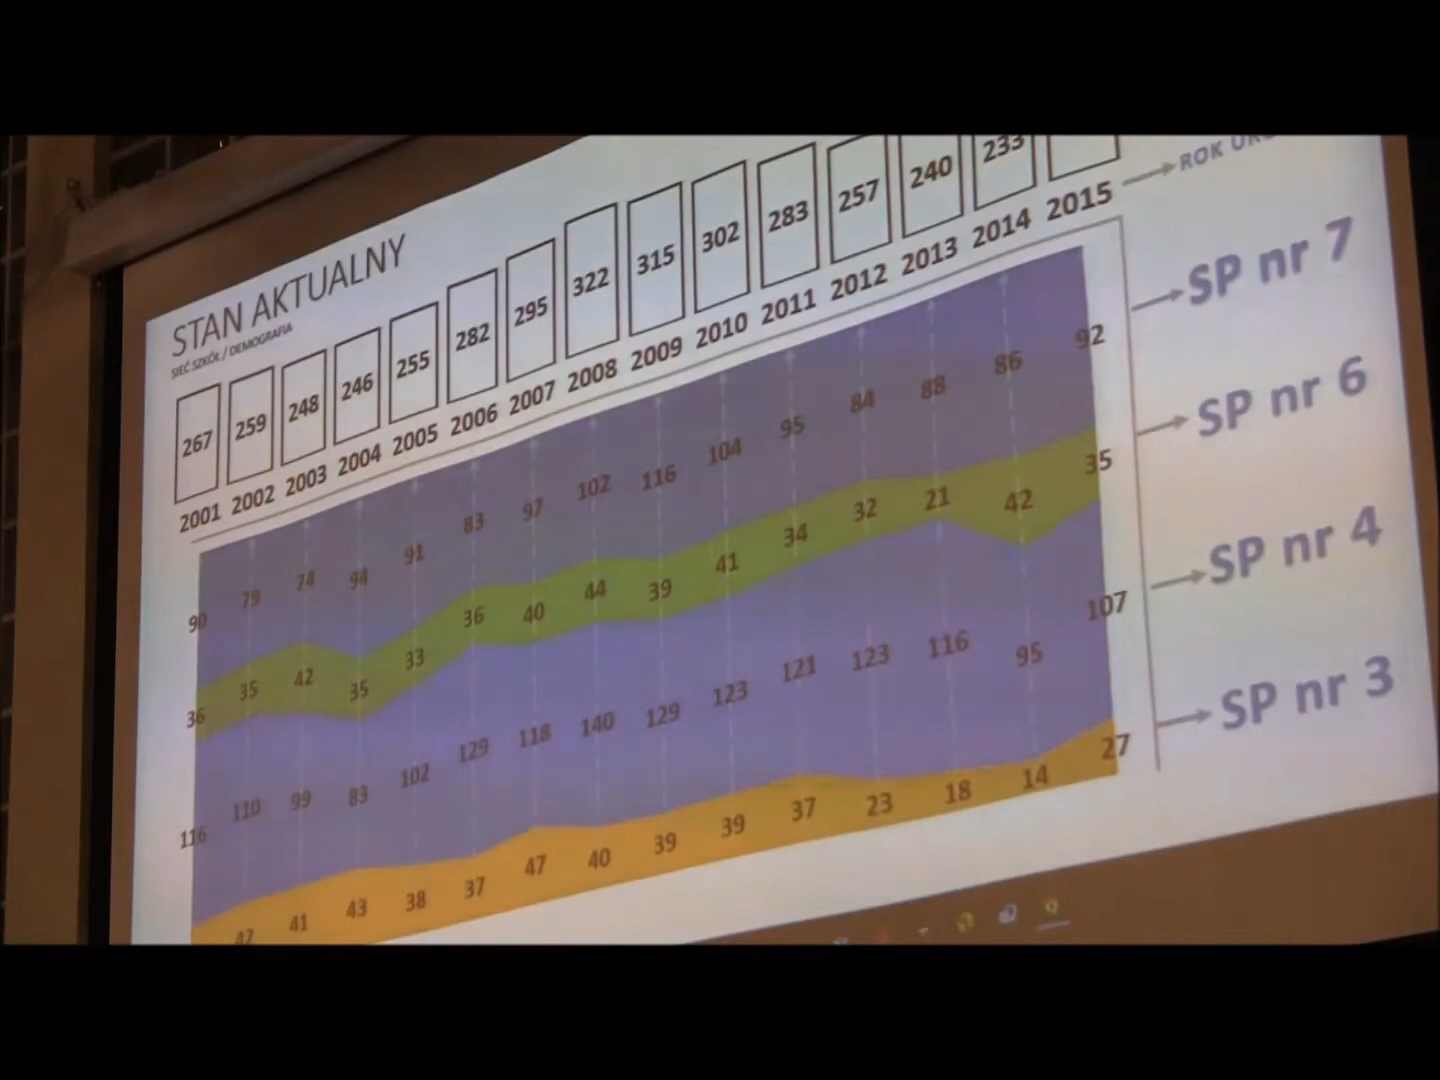 STAN AKTUALNY
SIEĆ SZKÓŁ / DEMOGRAFIA
267 259 248 246 255 282 295 322 315 302 283 257 240 233
2001 2002 2003 2004 2005 2006 2007 2008 2009 2010 2011 2012 2013 2014 2015
ROK
90 79 74 94 91 83 97 102 116 104 95 84 88 86 92
SP nr 7
36 35 42 35 33 36 40 44 39 41 34 32 21 42 35
SP nr 6
116 110 99 83 102 129 118 140 129 123 121 123 116 95 107
SP nr 4
42 41 43 38 37 47 40 39 39 37 23 18 14 27
SP nr 3